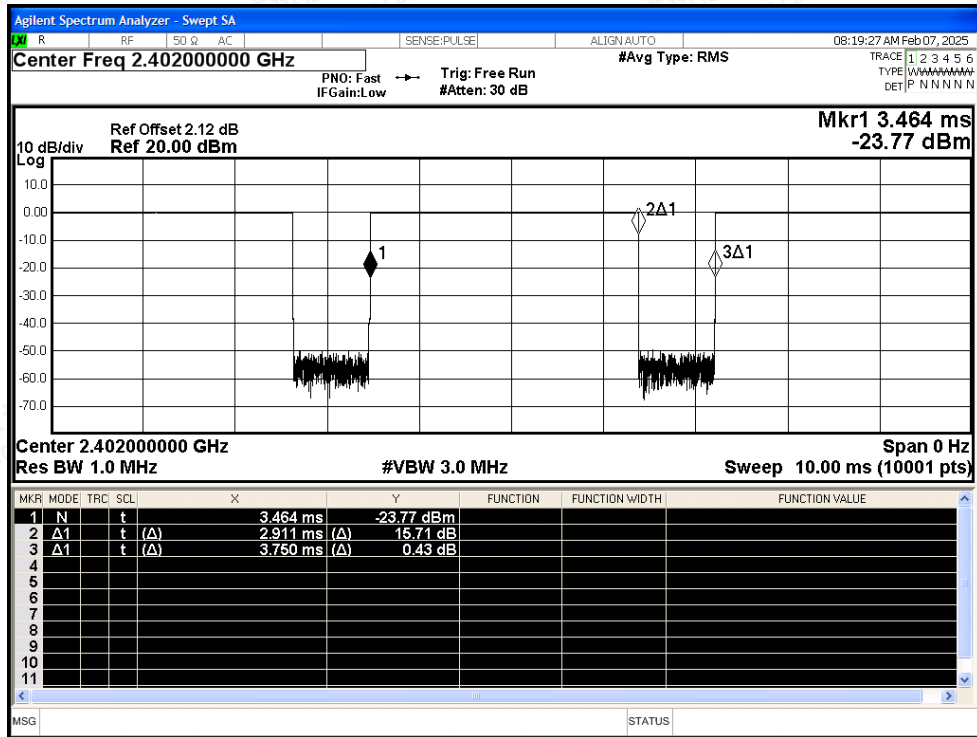 Agilent Spectrum Analyzer - Swept SA
LXI R RF 50 Ω AC SENSE:PULSE ALIGN AUTO 08:19:27 AM Feb 07, 2025
Center Freq 2.402000000 GHz
PNO: Fast
IFGain:Low
Trig: Free Run
#Atten: 30 dB
#Avg Type: RMS
TRACE 1 2 3 4 5 6
TYPE
DET P N N N N N
Mkr1 3.464 ms
-23.77 dBm
10 dB/div
Log
Ref Offset 2.12 dB
Ref 20.00 dBm
10.0
0.00
-10.0
-20.0
-30.0
-40.0
-50.0
-60.0
-70.0
1
2Δ1
3Δ1
Center 2.402000000 GHz Span 0 Hz
Res BW 1.0 MHz #VBW 3.0 MHz Sweep 10.00 ms (10001 pts)
MKR MODE TRC SCL X Y FUNCTION FUNCTION WIDTH FUNCTION VALUE
1 N t 3.464 ms -23.77 dBm
2 Δ1 t (Δ) 2.911 ms (Δ) 15.71 dB
3 Δ1 t (Δ) 3.750 ms (Δ) 0.43 dB
4
5
6
7
8
9
10
11
MSG STATUS